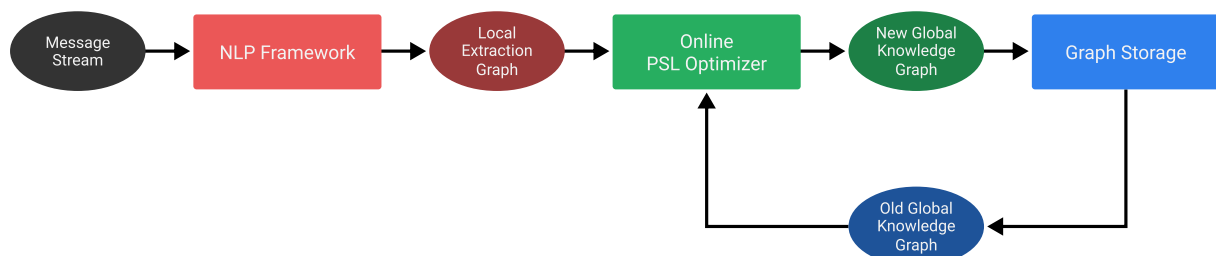 Message
Stream
NLP Framework
Local
Extraction
Graph
Online
PSL Optimizer
New Global
Knowledge
Graph
Graph Storage
Old Global
Knowledge
Graph